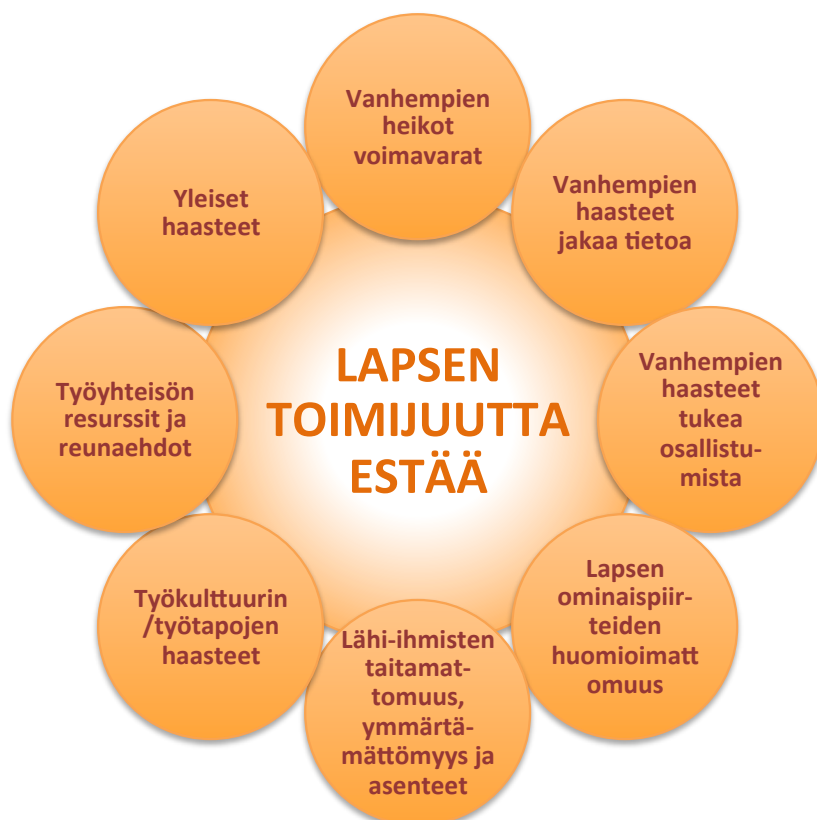 Vanhempien
heikot
voimavarat
Vanhempien
haasteet
jakaa tietoa
Vanhempien
haasteet
tukea
osallistu-
mista
Lapsen
ominaispiir-
teiden
huomioimatt
omuus
Lähi-ihmisten
taitamat-
tomuus,
ymmärtä-
mättömyys ja
asenteet
Työkulttuurin
/työtapojen
haasteet
Työyhteisön
resurssit ja
reunaehdot
Yleiset
haasteet
LAPSEN
TOIMIJUUTTA
ESTÄÄ